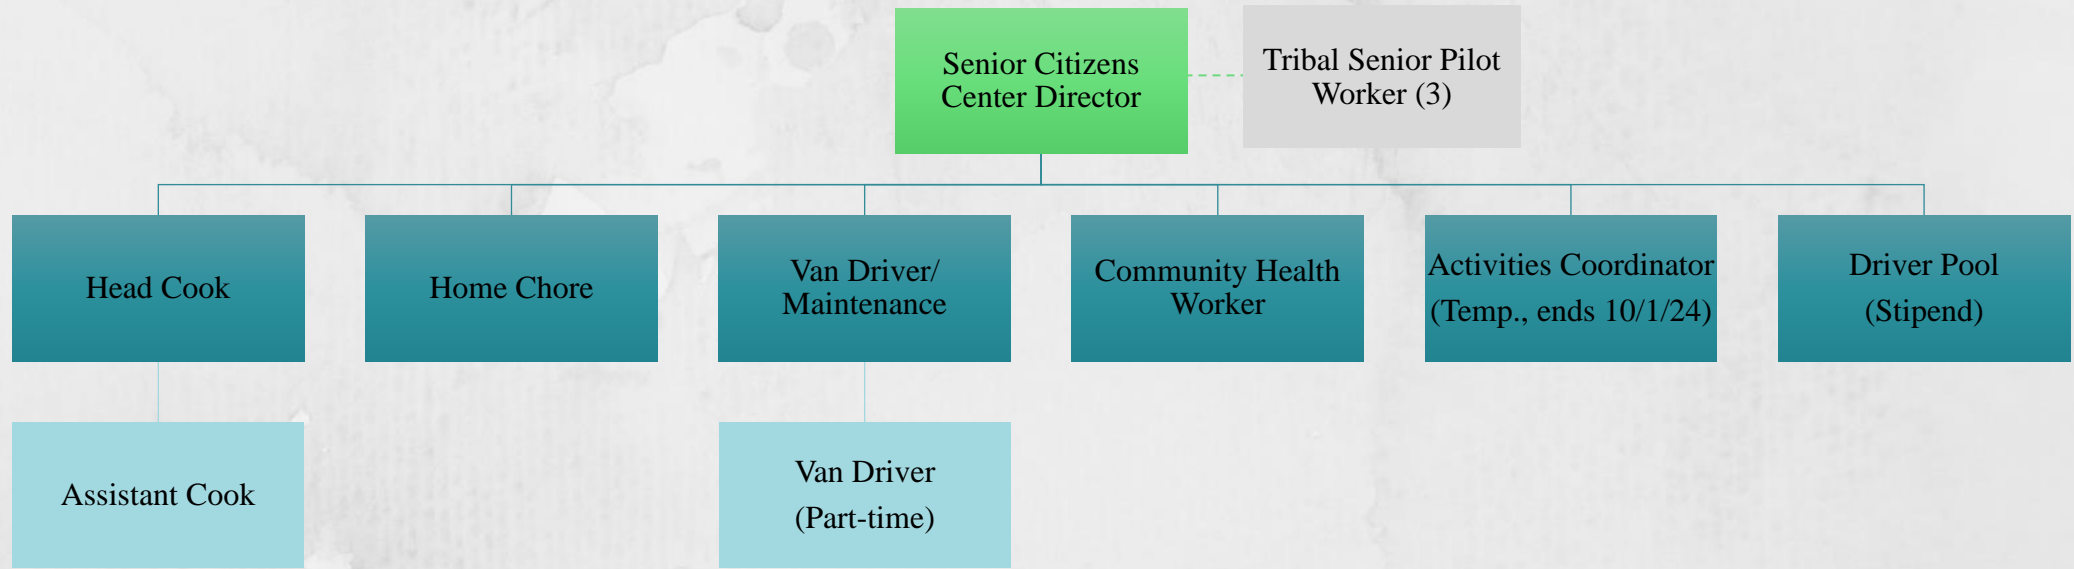 Senior Citizens
Center Director
Tribal Senior Pilot
Worker (3)
Head Cook
Home Chore
Van Driver/
Maintenance
Community Health
Worker
Activities Coordinator
(Temp., ends 10/1/24)
Driver Pool
(Stipend)
Assistant Cook
Van Driver
(Part-time)